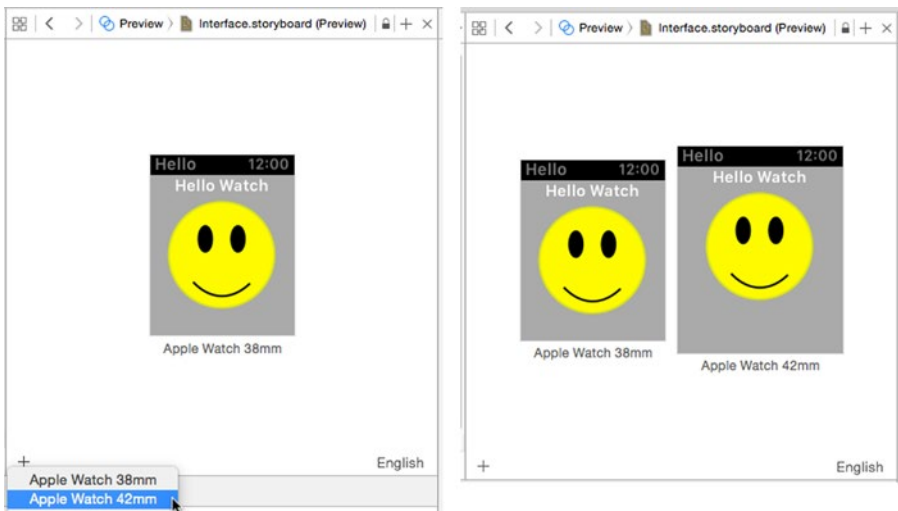 Preview Interface.storyboard (Preview)
Hello 12:00
Hello Watch
Apple Watch 38mm
+ English
Apple Watch 38mm
Apple Watch 42mm
Preview Interface.storyboard (Preview)
Hello 12:00
Hello Watch
Apple Watch 38mm
Hello 12:00
Hello Watch
Apple Watch 42mm
+ English